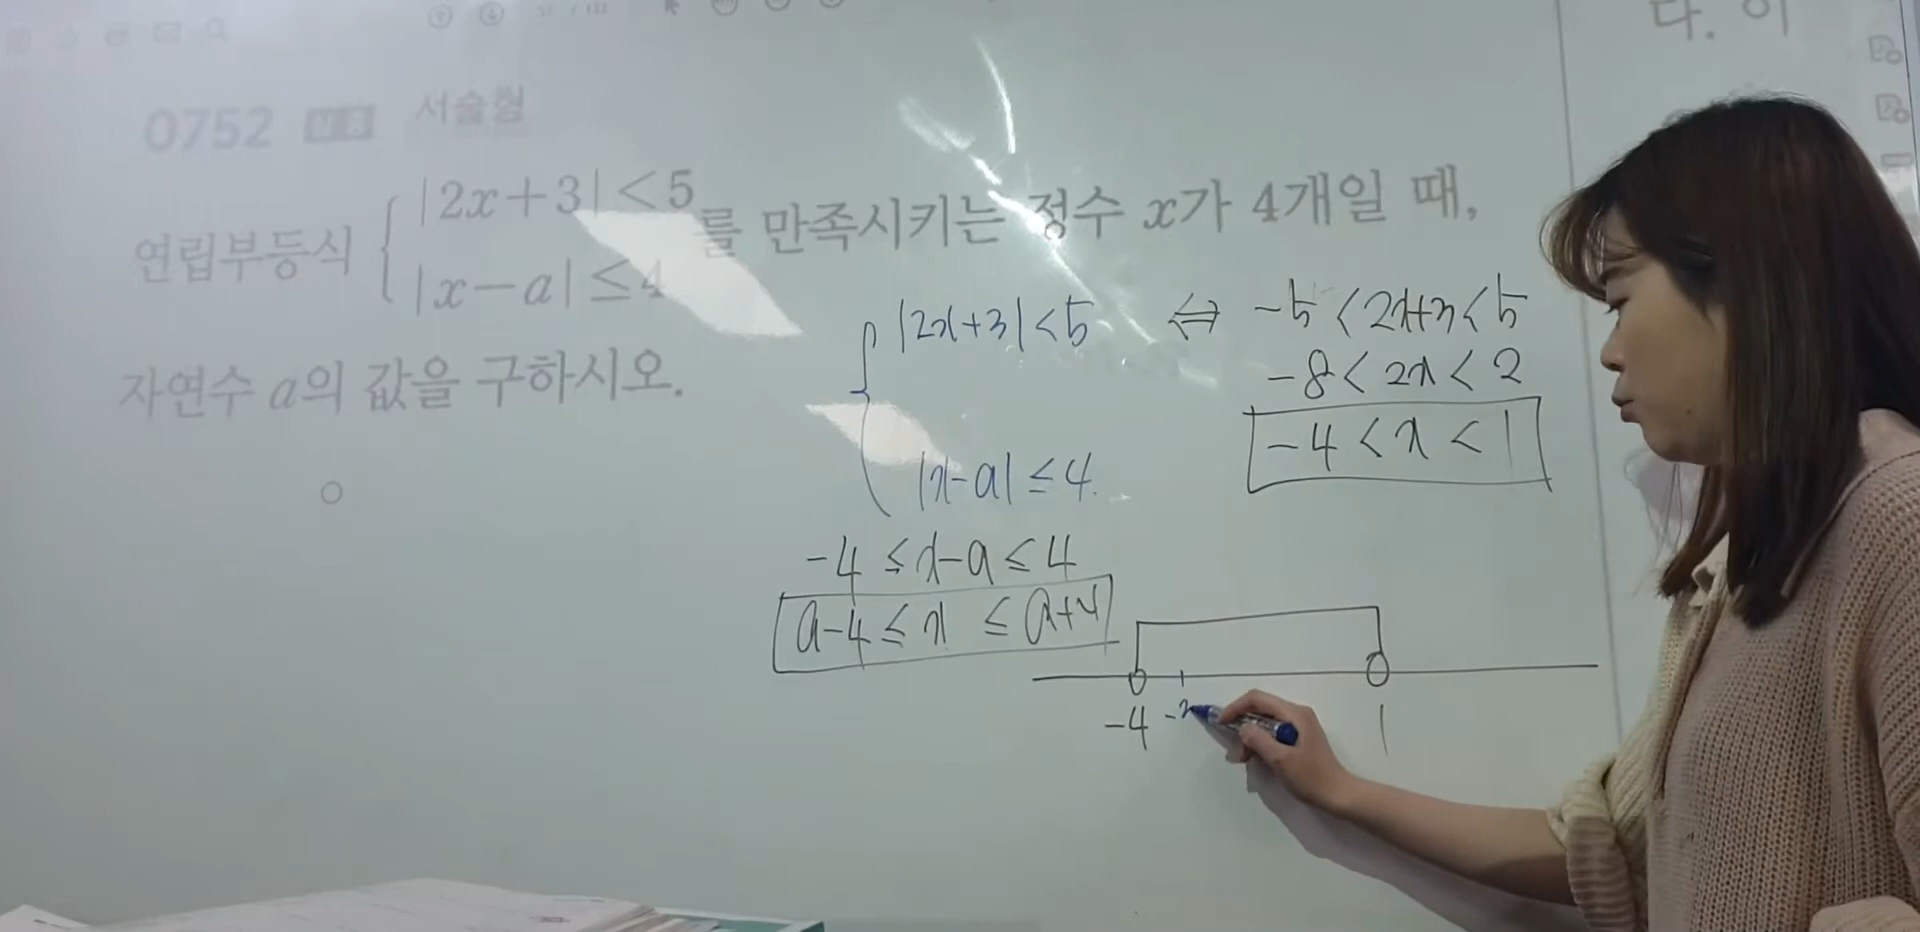 다. 이
0752 서술형
연립부등식 { |2x+3|<5 |x-a|≤4 를 만족시키는 정수 x가 4개일 때,
자연수 a의 값을 구하시오.
|2x+3|<5 ⇔ -5<2x+3<5
-8<2x<2
-4<x<1
|x-a|≤4.
-4≤x-a≤4
a-4≤x≤a+4
-4 1